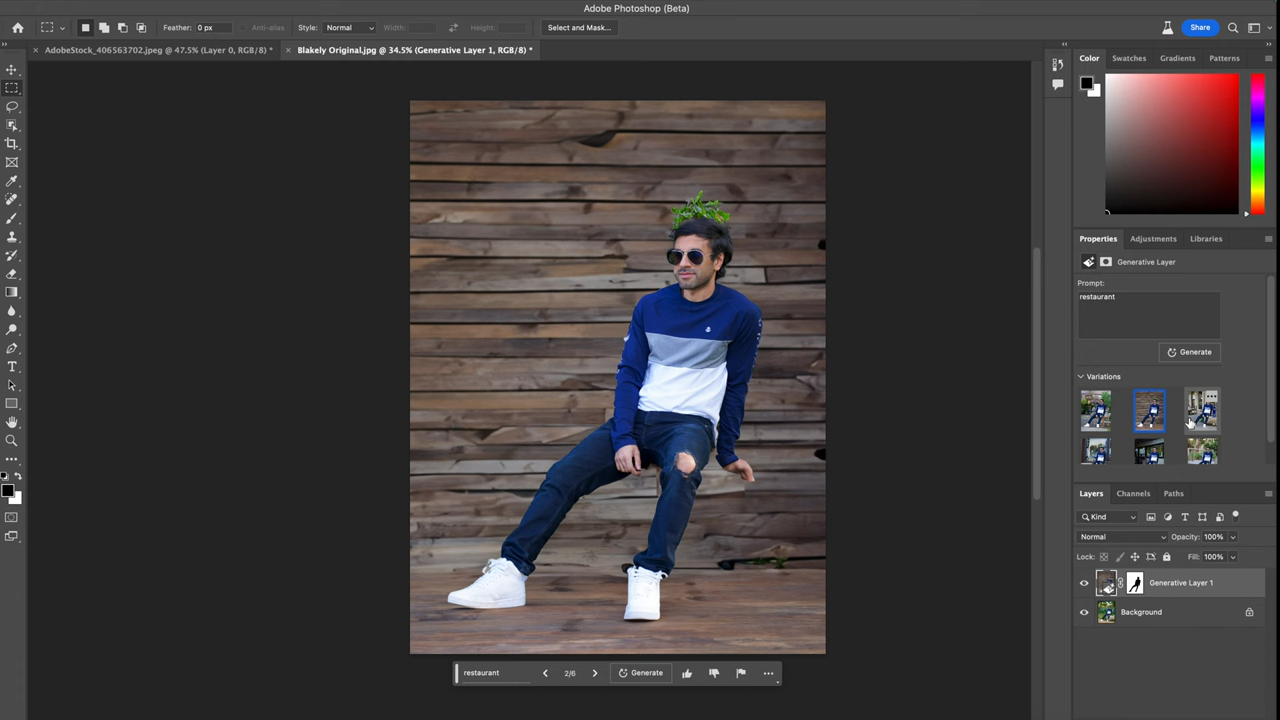 Adobe Photoshop (Beta)
Feather: 0 px Anti-alias Style: Normal Width: Height: Select and Mask... Share
AdobeStock_406563702.jpeg @ 47.5% (Layer 0, RGB/8) * Blakely Original.jpg @ 34.5% (Generative Layer 1, RGB/8) *
Color Swatches Gradients Patterns
Properties Adjustments Libraries
Generative Layer
Prompt:
restaurant
Generate
Variations
Layers Channels Paths
Kind
Normal Opacity: 100%
Lock: Fill: 100%
Generative Layer 1
Background
restaurant 2/6 Generate